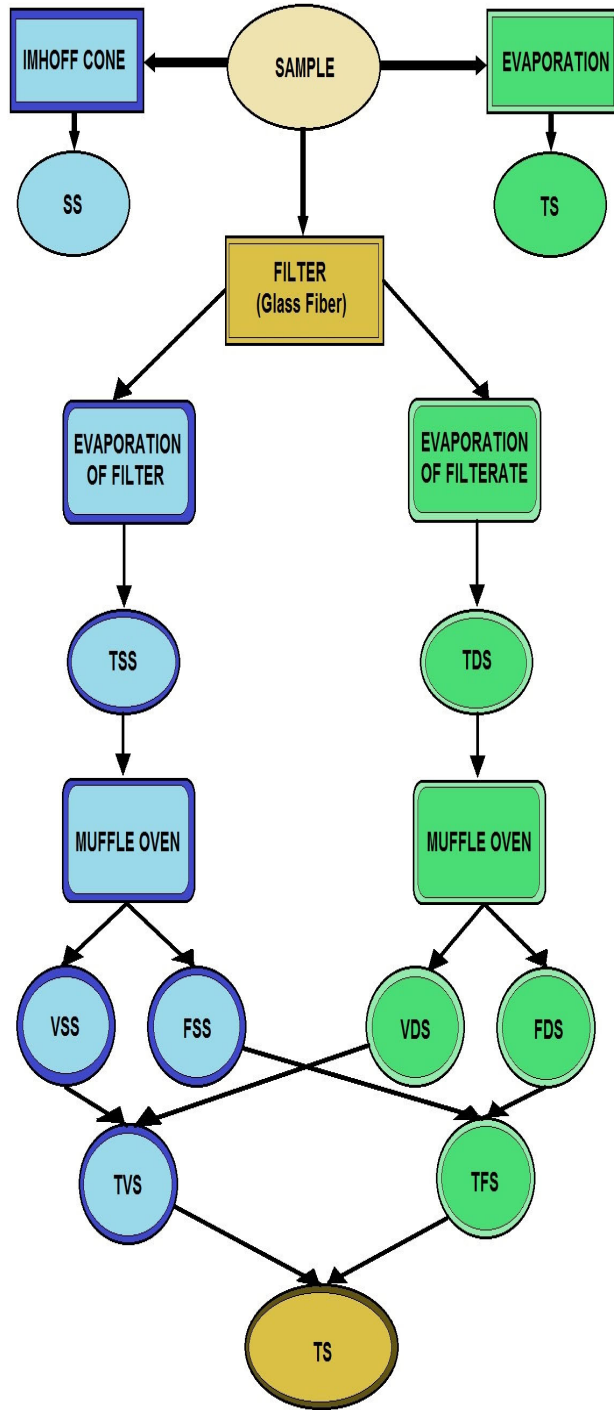 IMHOFF CONE
SAMPLE
EVAPORATION
SS
TS
FILTER
(Glass Fiber)
EVAPORATION
OF FILTER
EVAPORATION
OF FILTERATE
TSS
TDS
MUFFLE OVEN
MUFFLE OVEN
VSS
FSS
VDS
FDS
TVS
TFS
TS